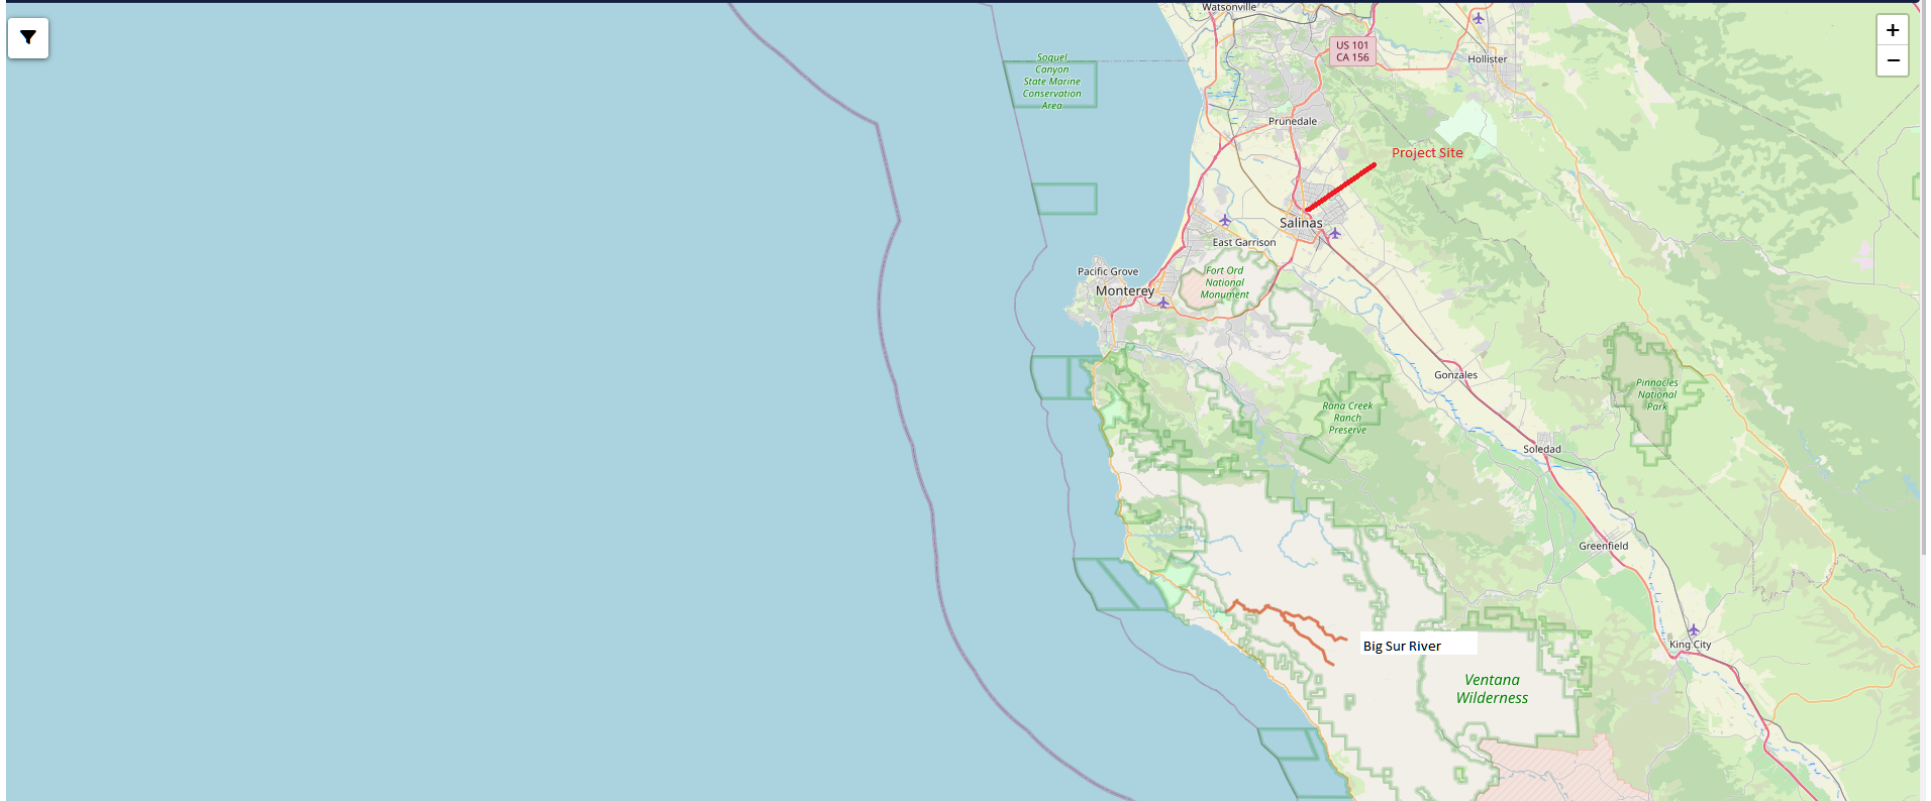 Watsonville
US 101
CA 156
Hollister
Soquel
Canyon
State Marine
Conservation
Area
Prunedale
Project Site
Salinas
East Garrison
Pacific Grove
Monterey
Fort Ord
National
Monument
Gonzales
Pinnacles
National
Park
Rana Creek
Ranch
Preserve
Soledad
Greenfield
Big Sur River
King City
Ventana
Wilderness
+
−